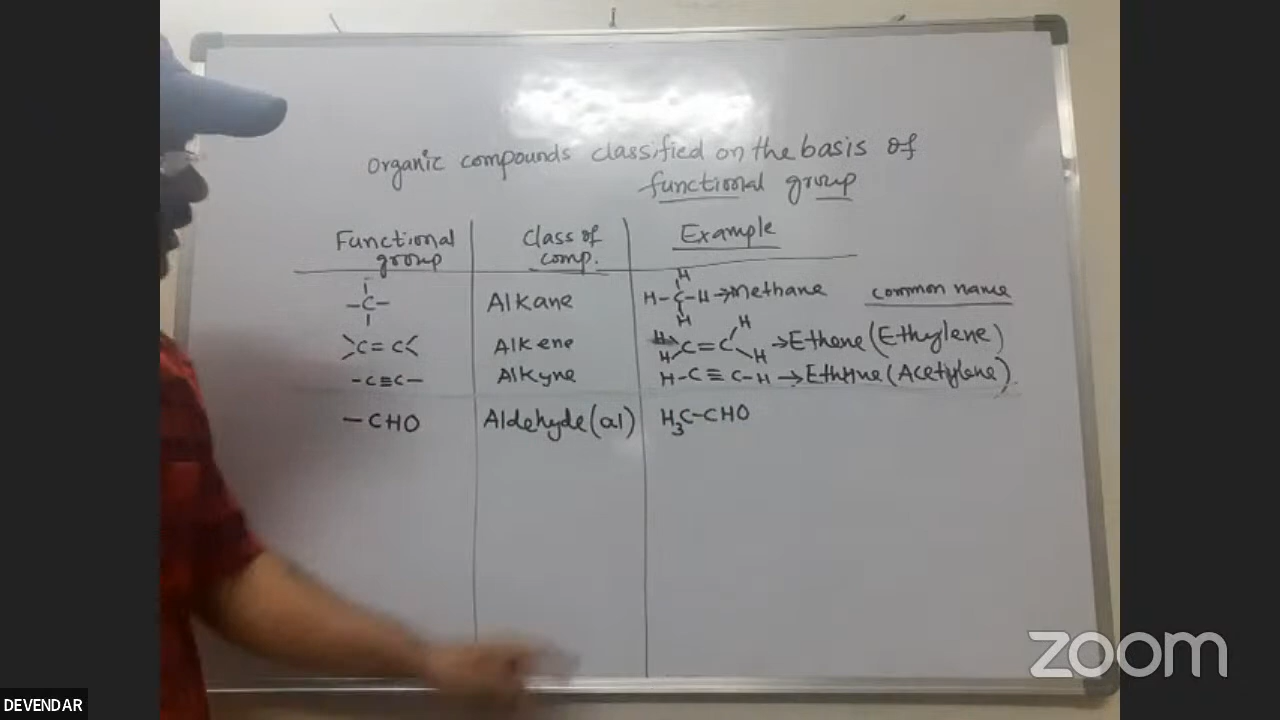 Organic compounds classified on the basis of
functional group
Functional group | Class of comp. | Example
-C- | Alkane | H-C-H → Methane common name
>C=C< | Alkene | C=C → Ethene (Ethylene)
-C≡C- | Alkyne | H-C≡C-H → (Acetylene)
-CHO | Aldehyde (al) | H₃C-CHO
zoom
DEVENDAR